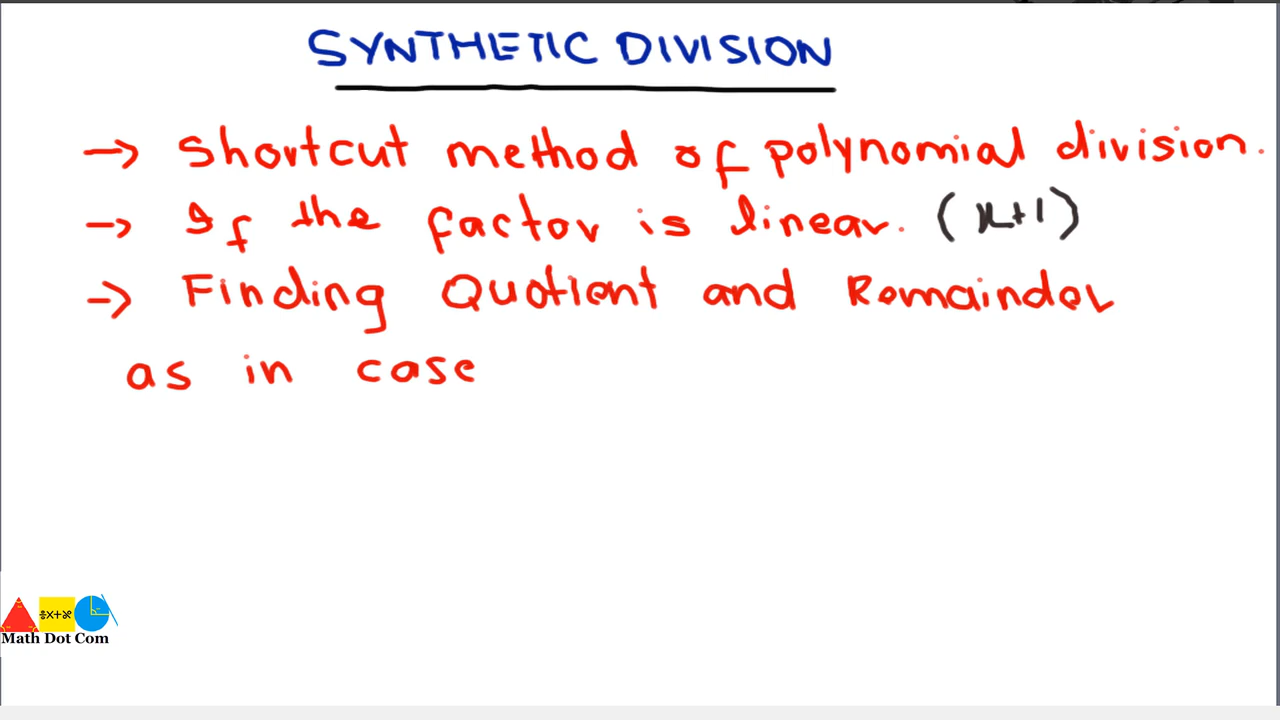 SYNTHETIC DIVISION
→ Shortcut method of polynomial division.
→ If the factor is linear. (x+1)
→ Finding Quotient and Remainder
as in case
÷x+
Math Dot Com